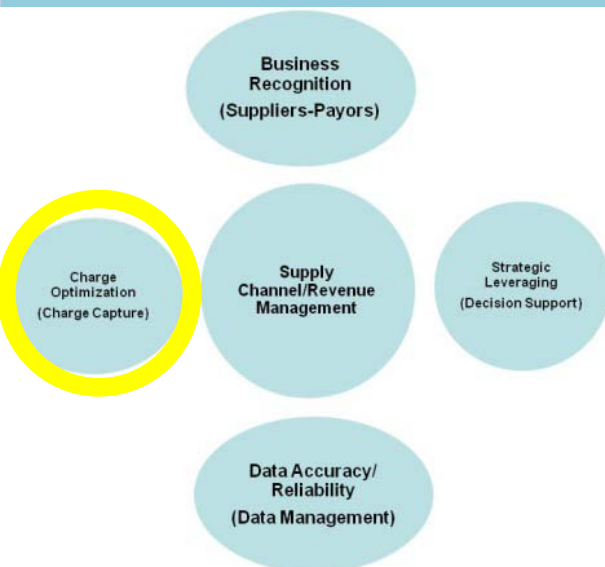 Business
Recognition
(Suppliers-Payors)
Charge
Optimization
(Charge Capture)
Supply
Channel/Revenue
Management
Strategic
Leveraging
(Decision Support)
Data Accuracy/
Reliability
(Data Management)